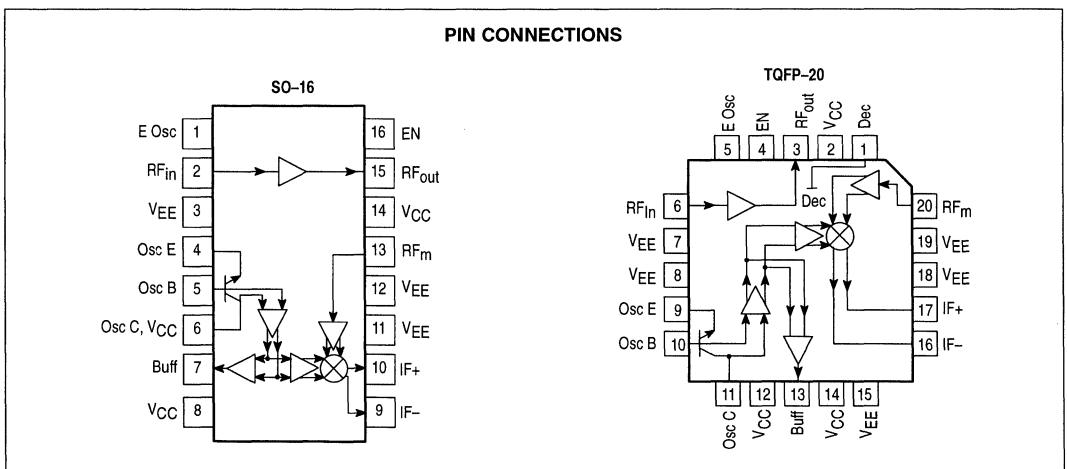 PIN CONNECTIONS
SO–16
E Osc 1
RFin 2
VEE 3
Osc E 4
Osc B 5
Osc C, VCC 6
Buff 7
VCC 8
16 EN
15 RFout
14 VCC
13 RFm
12 VEE
11 VEE
10 IF+
9 IF–
TQFP–20
E Osc
EN
RFout
VCC
Dec
5 4 3 2 1
Dec
RFIn 6
VEE 7
VEE 8
Osc E 9
Osc B 10
20 RFm
19 VEE
18 VEE
17 IF+
16 IF–
11 12 13 14 15
Osc C
VCC
Buff
VCC
VEE